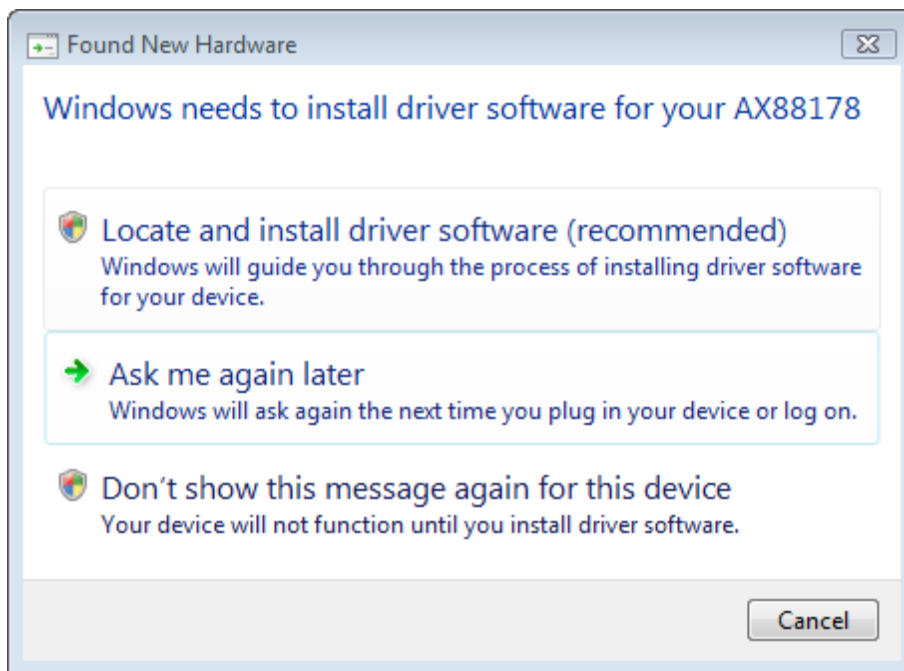 Found New Hardware
Windows needs to install driver software for your AX88178
Locate and install driver software (recommended)
Windows will guide you through the process of installing driver software
for your device.
Ask me again later
Windows will ask again the next time you plug in your device or log on.
Don't show this message again for this device
Your device will not function until you install driver software.
Cancel